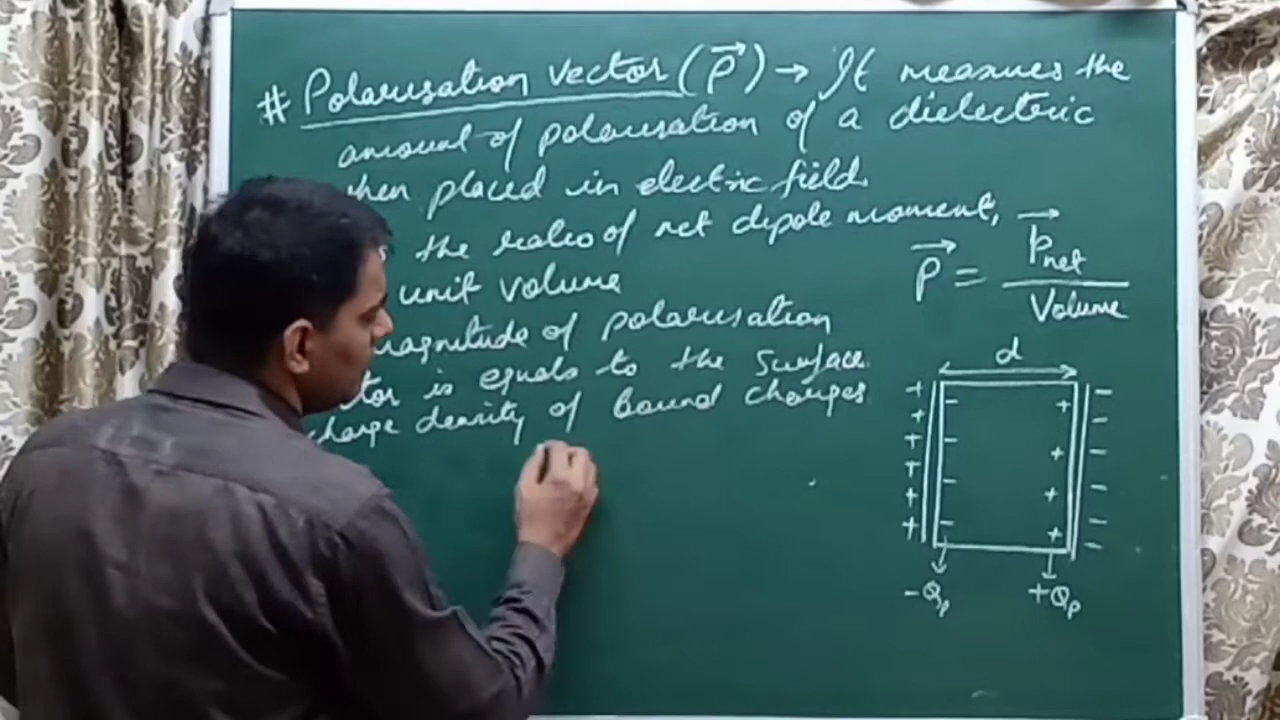 # Polarisation Vector (P) → It measures the
amount of polarisation of a dielectric
when placed in electric field.
the ratio of net dipole moment,
unit volume
magnitude of polarisation
tor is equals to the surface
charge density of bound charges
P = Pnet / Volume
d
+ - + -
+ -
+ - + -
+ - + -
+ - + -
+ -
-Qp +Qp